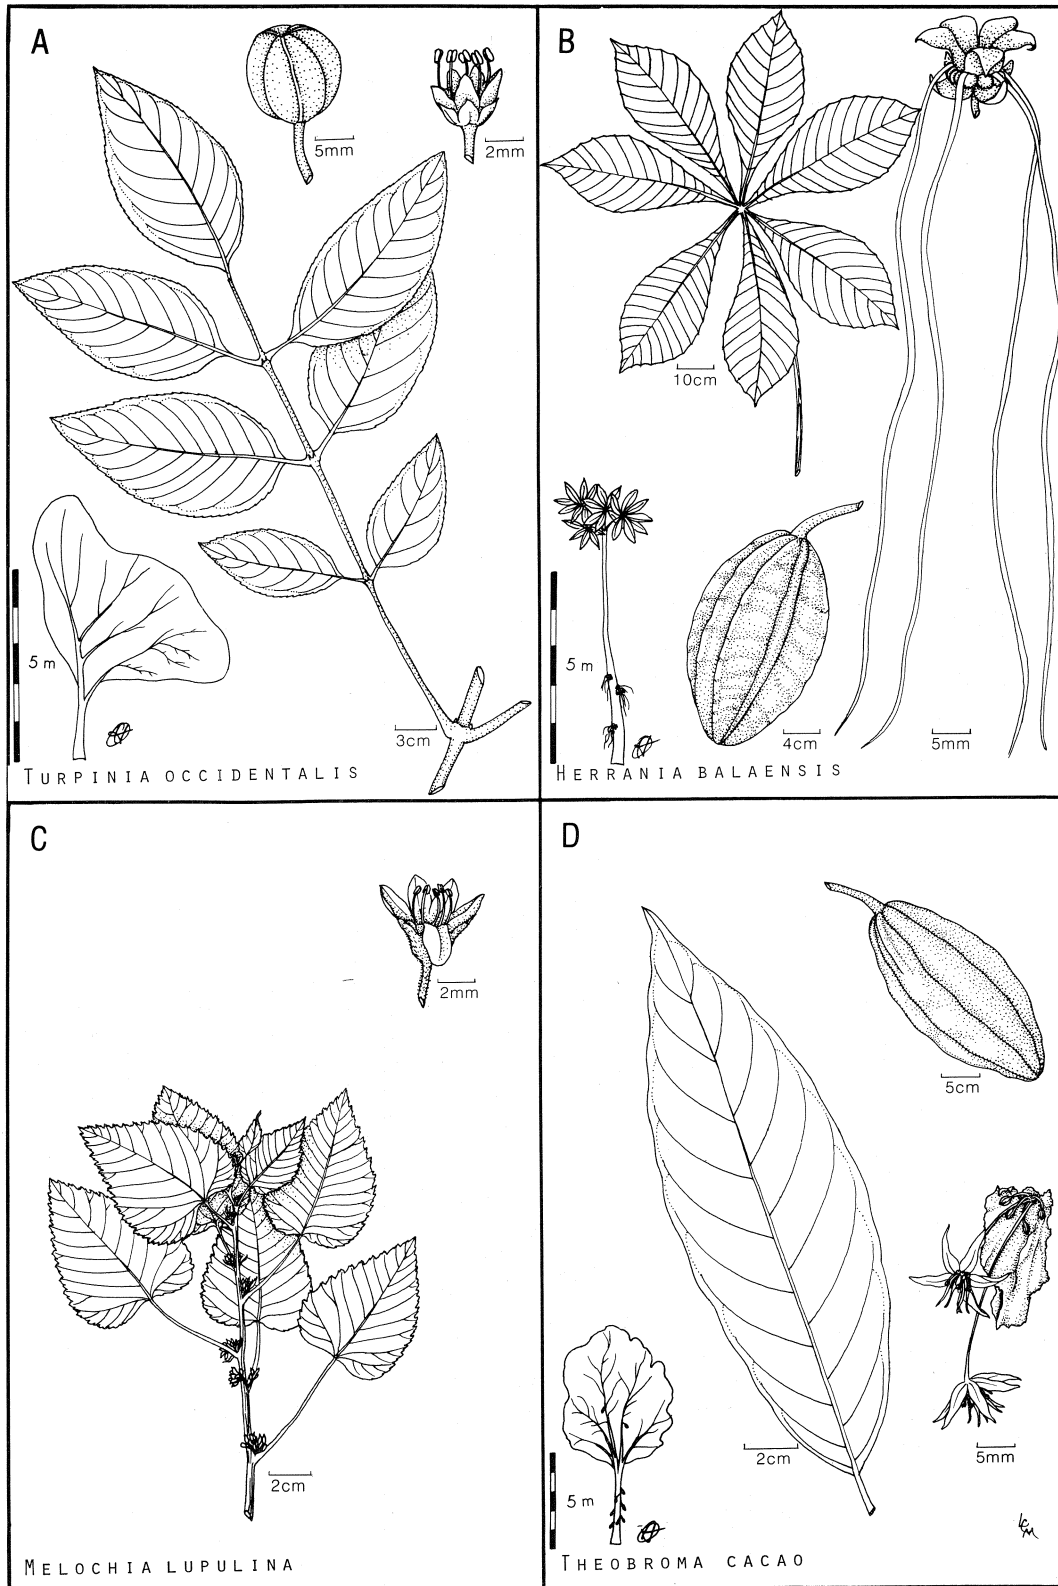 A
5mm
2mm
5 m
3cm
TURPINIA OCCIDENTALIS
B
10cm
5 m
4cm
5mm
HERRANIA BALAENSIS
C
2mm
2cm
MELOCHIA LUPULINA
D
5cm
2cm
5mm
5 m
THEOBROMA CACAO